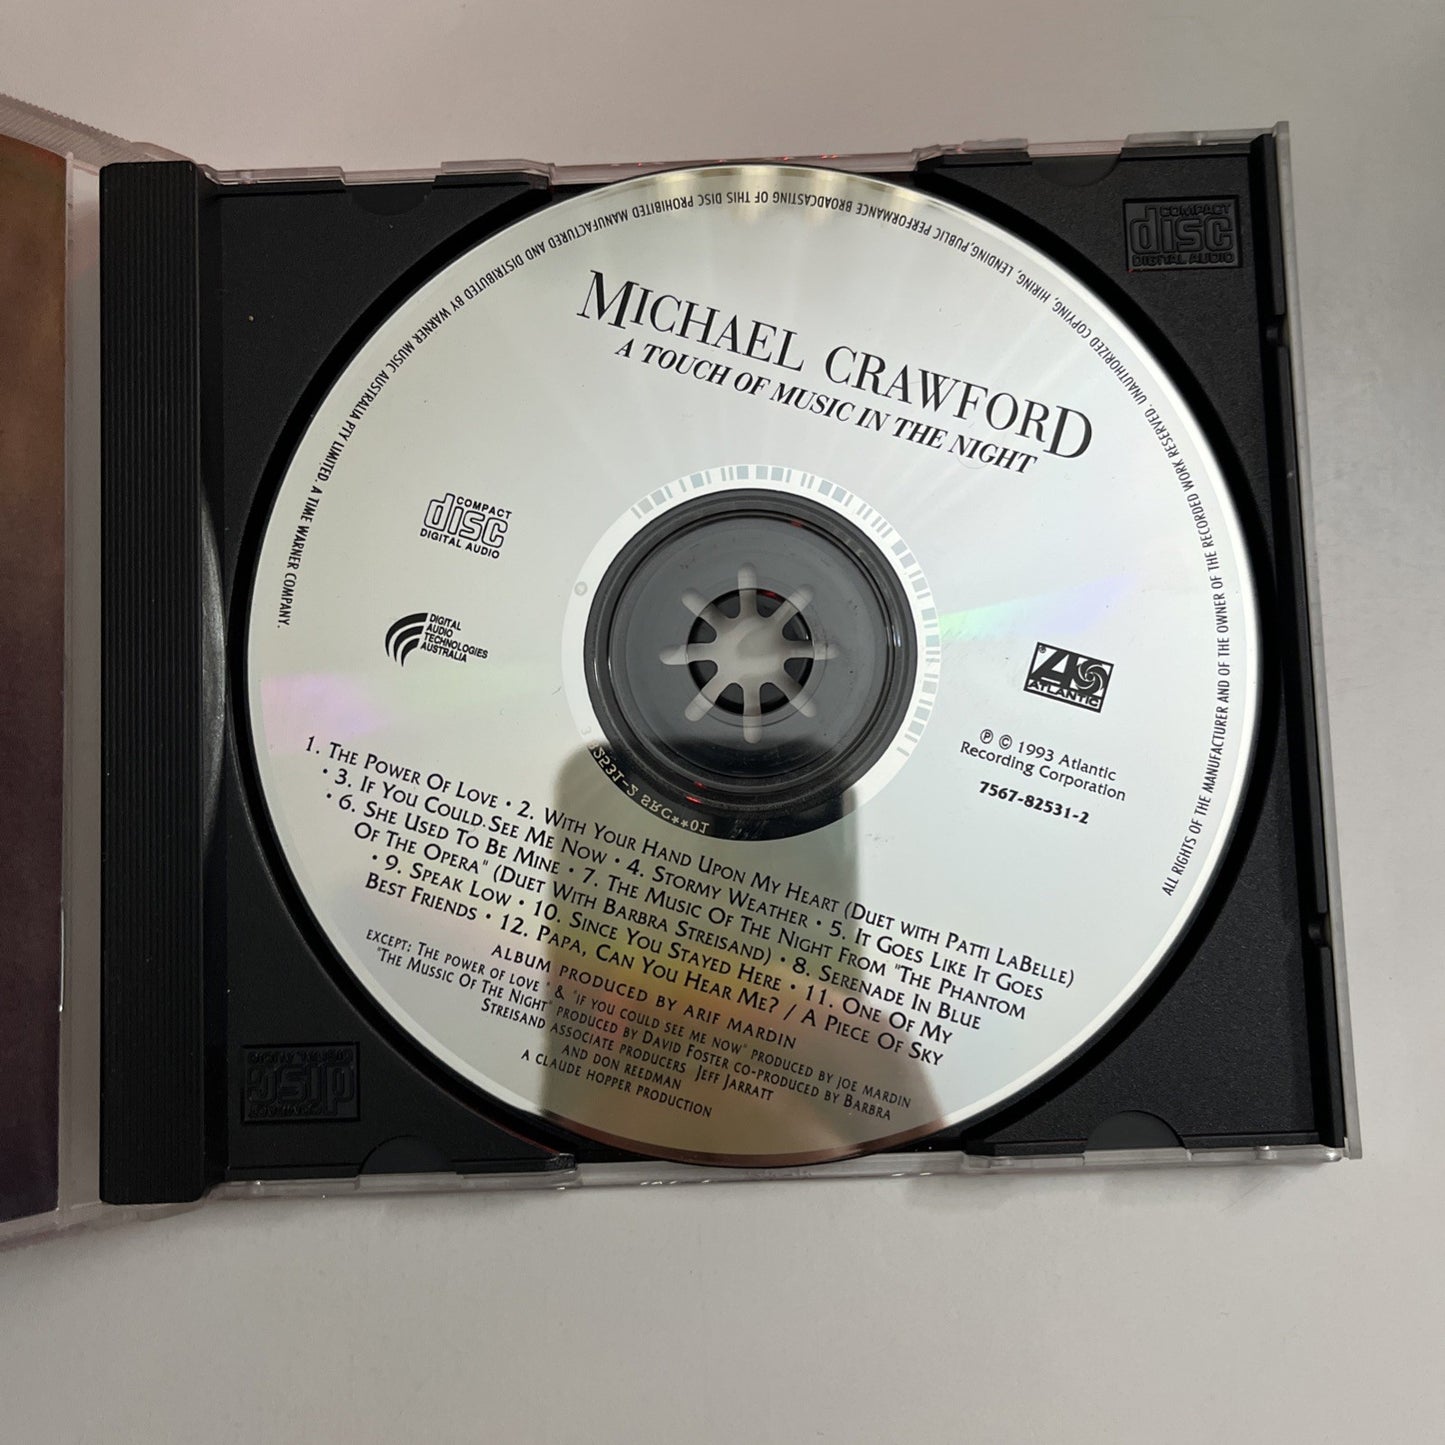 MICHAEL CRAWFORD
A TOUCH OF MUSIC IN THE NIGHT
COMPACT
disc
DIGITAL AUDIO
DIGITAL
AUDIO
TECHNOLOGIES
AUSTRALIA
ATLANTIC
℗ © 1993 Atlantic
Recording Corporation
7567-82531-2
1. THE POWER OF LOVE • 2. WITH YOUR HAND UPON MY HEART (DUET WITH PATTI LABELLE)
• 3. IF YOU COULD SEE ME NOW • 4. STORMY WEATHER • 5. IT GOES LIKE IT GOES
• 6. SHE USED TO BE MINE • 7. THE MUSIC OF THE NIGHT FROM "THE PHANTOM
OF THE OPERA" (DUET WITH BARBRA STREISAND) • 8. SERENADE IN BLUE
• 9. SPEAK LOW • 10. SINCE YOU STAYED HERE • 11. ONE OF MY
BEST FRIENDS • 12. PAPA, CAN YOU HEAR ME? / A PIECE OF SKY
ALBUM PRODUCED BY ARIF MARDIN
EXCEPT: THE POWER OF LOVE " & "IF YOU COULD SEE ME NOW" PRODUCED BY JOE MARDIN
"THE MUSSIC OF THE NIGHT" PRODUCED BY DAVID FOSTER CO-PRODUCED BY BARBRA
STREISAND ASSOCIATE PRODUCERS JEFF JARRATT
AND DON REEDMAN
A CLAUDE HOPPER PRODUCTION
ALL RIGHTS OF THE MANUFACTURER AND OF THE OWNER OF THE RECORDED WORK RESERVED. UNAUTHORIZED COPYING, HIRING, LENDING, PUBLIC PERFORMANCE BROADCASTING OF THIS DISC PROHIBITED MANUFACTURED AND DISTRIBUTED BY WARNER MUSIC AUSTRALIA PTY LIMITED. A TIME WARNER COMPANY.
COMPACT
disc
DIGITAL AUDIO
COMPACT
disc
DIGITAL AUDIO